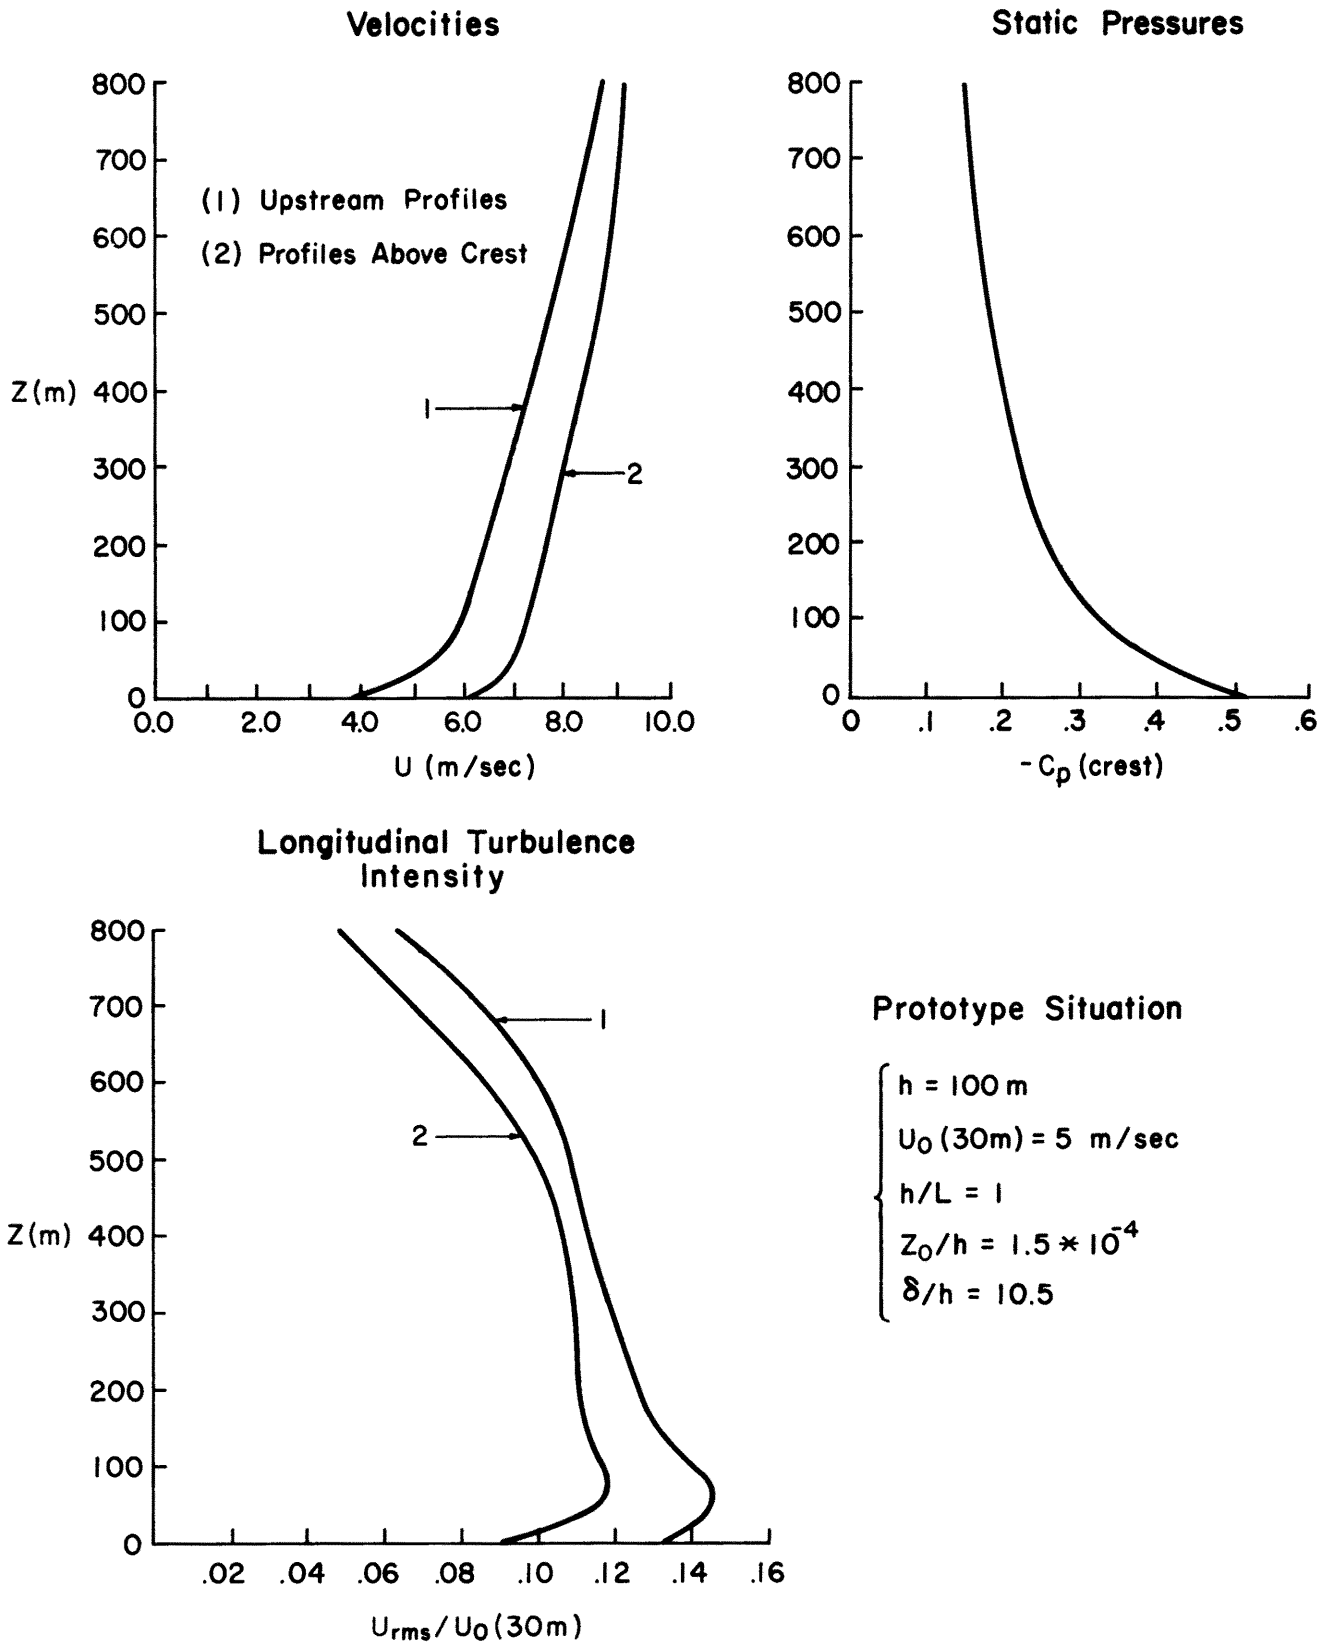 Velocities
800
700
600
500
400
300
200
100
0
Z (m)
(1) Upstream Profiles
(2) Profiles Above Crest
1
2
0.0 2.0 4.0 6.0 8.0 10.0
U (m/sec)
Static Pressures
800
700
600
500
400
300
200
100
0
0 .1 .2 .3 .4 .5 .6
-Cp (crest)
Longitudinal Turbulence
Intensity
800
700
600
500
400
300
200
100
0
Z (m)
1
2
.02 .04 .06 .08 .10 .12 .14 .16
Urms/U0 (30m)
Prototype Situation
h = 100 m
U0 (30m) = 5 m/sec
h/L = 1
Z0/h = 1.5 * 10^-4
δ/h = 10.5